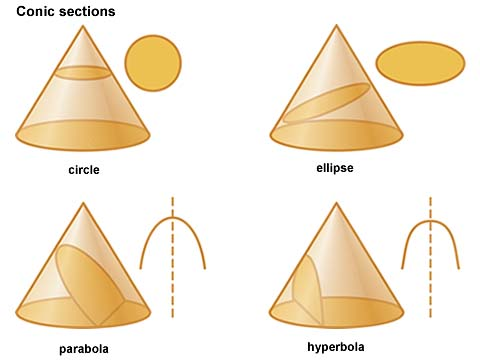 Conic sections
circle
ellipse
parabola
hyperbola